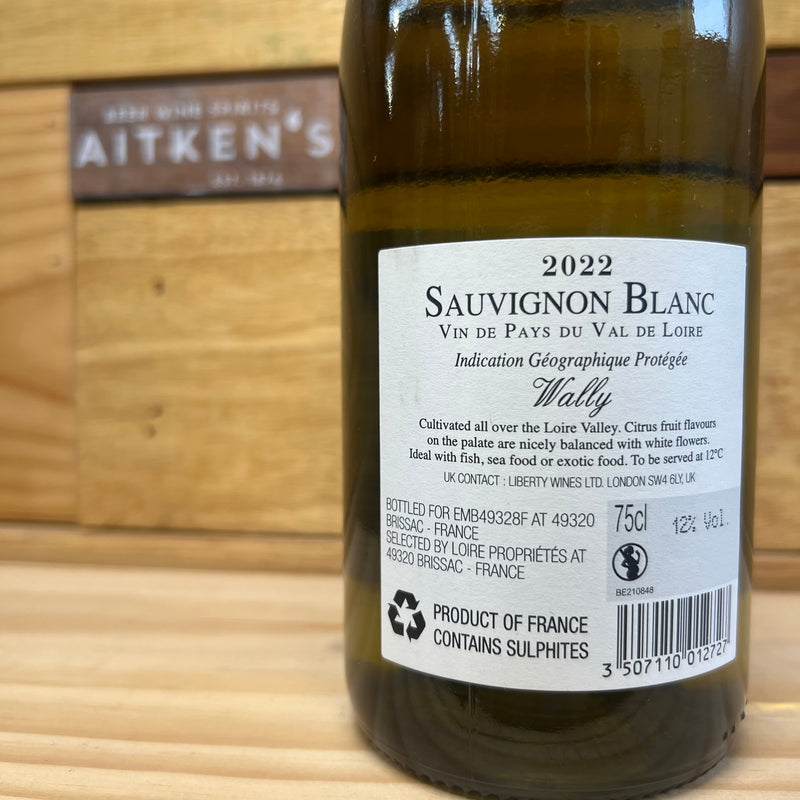 BEER WINE SPIRITS
AITKEN'S
2022
SAUVIGNON BLANC
VIN DE PAYS DU VAL DE LOIRE
Indication Géographique Protégée
Wally
Cultivated all over the Loire Valley. Citrus fruit flavours
on the palate are nicely balanced with white flowers.
Ideal with fish, sea food or exotic food. To be served at 12°C
UK CONTACT : LIBERTY WINES LTD. LONDON SW4 6LY, UK
BOTTLED FOR EMB49328F AT 49320
BRISSAC - FRANCE
SELECTED BY LOIRE PROPRIÉTÉS AT
49320 BRISSAC - FRANCE
75cl 12% Vol.
BE210848
PRODUCT OF FRANCE
CONTAINS SULPHITES
3 507110 012727